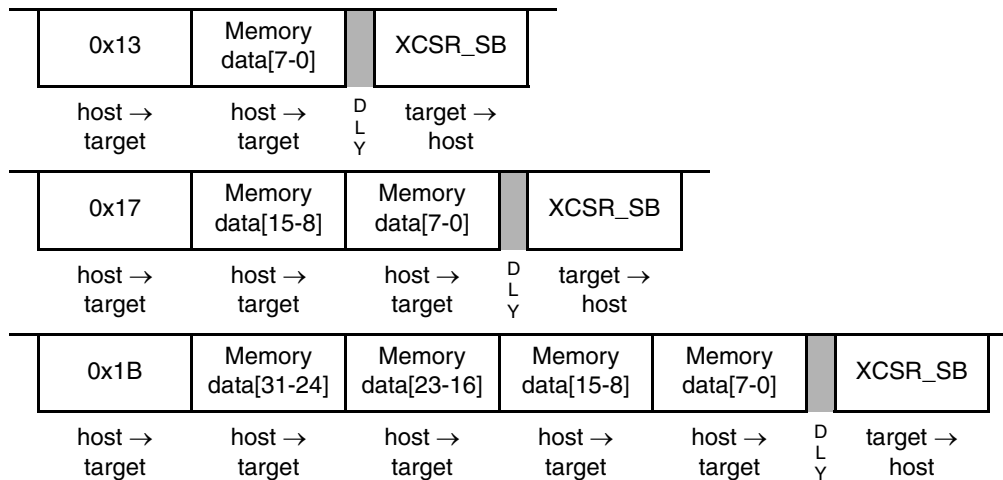 0x13 Memory data[7-0] XCSR_SB
host → target host → target D L Y target → host
0x17 Memory data[15-8] Memory data[7-0] XCSR_SB
host → target host → target host → target D L Y target → host
0x1B Memory data[31-24] Memory data[23-16] Memory data[15-8] Memory data[7-0] XCSR_SB
host → target host → target host → target host → target host → target D L Y target → host